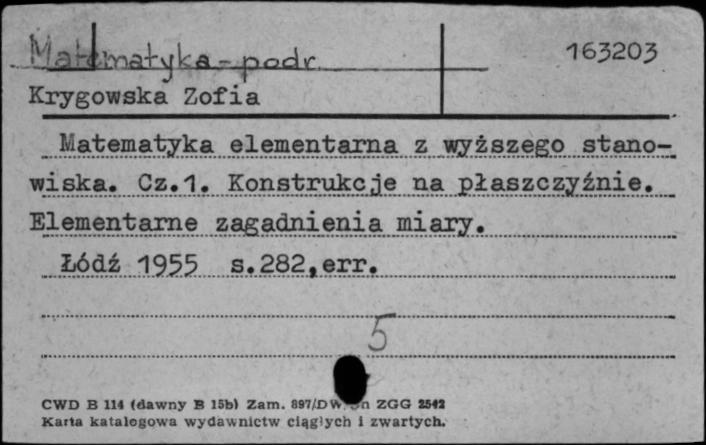 Matematyka - podr. 163203
Krygowska Zofia
Matematyka elementarna z wyższego stano-
wiska. Cz.1. Konstrukcje na płaszczyźnie.
Elementarne zagadnienia miary.
Łódź 1955 s.282,err.
5
CWD B 114 (dawny B 15b) Zam. 897/DW ZGG 2542
Karta katalogowa wydawnictw ciągłych i zwartych.